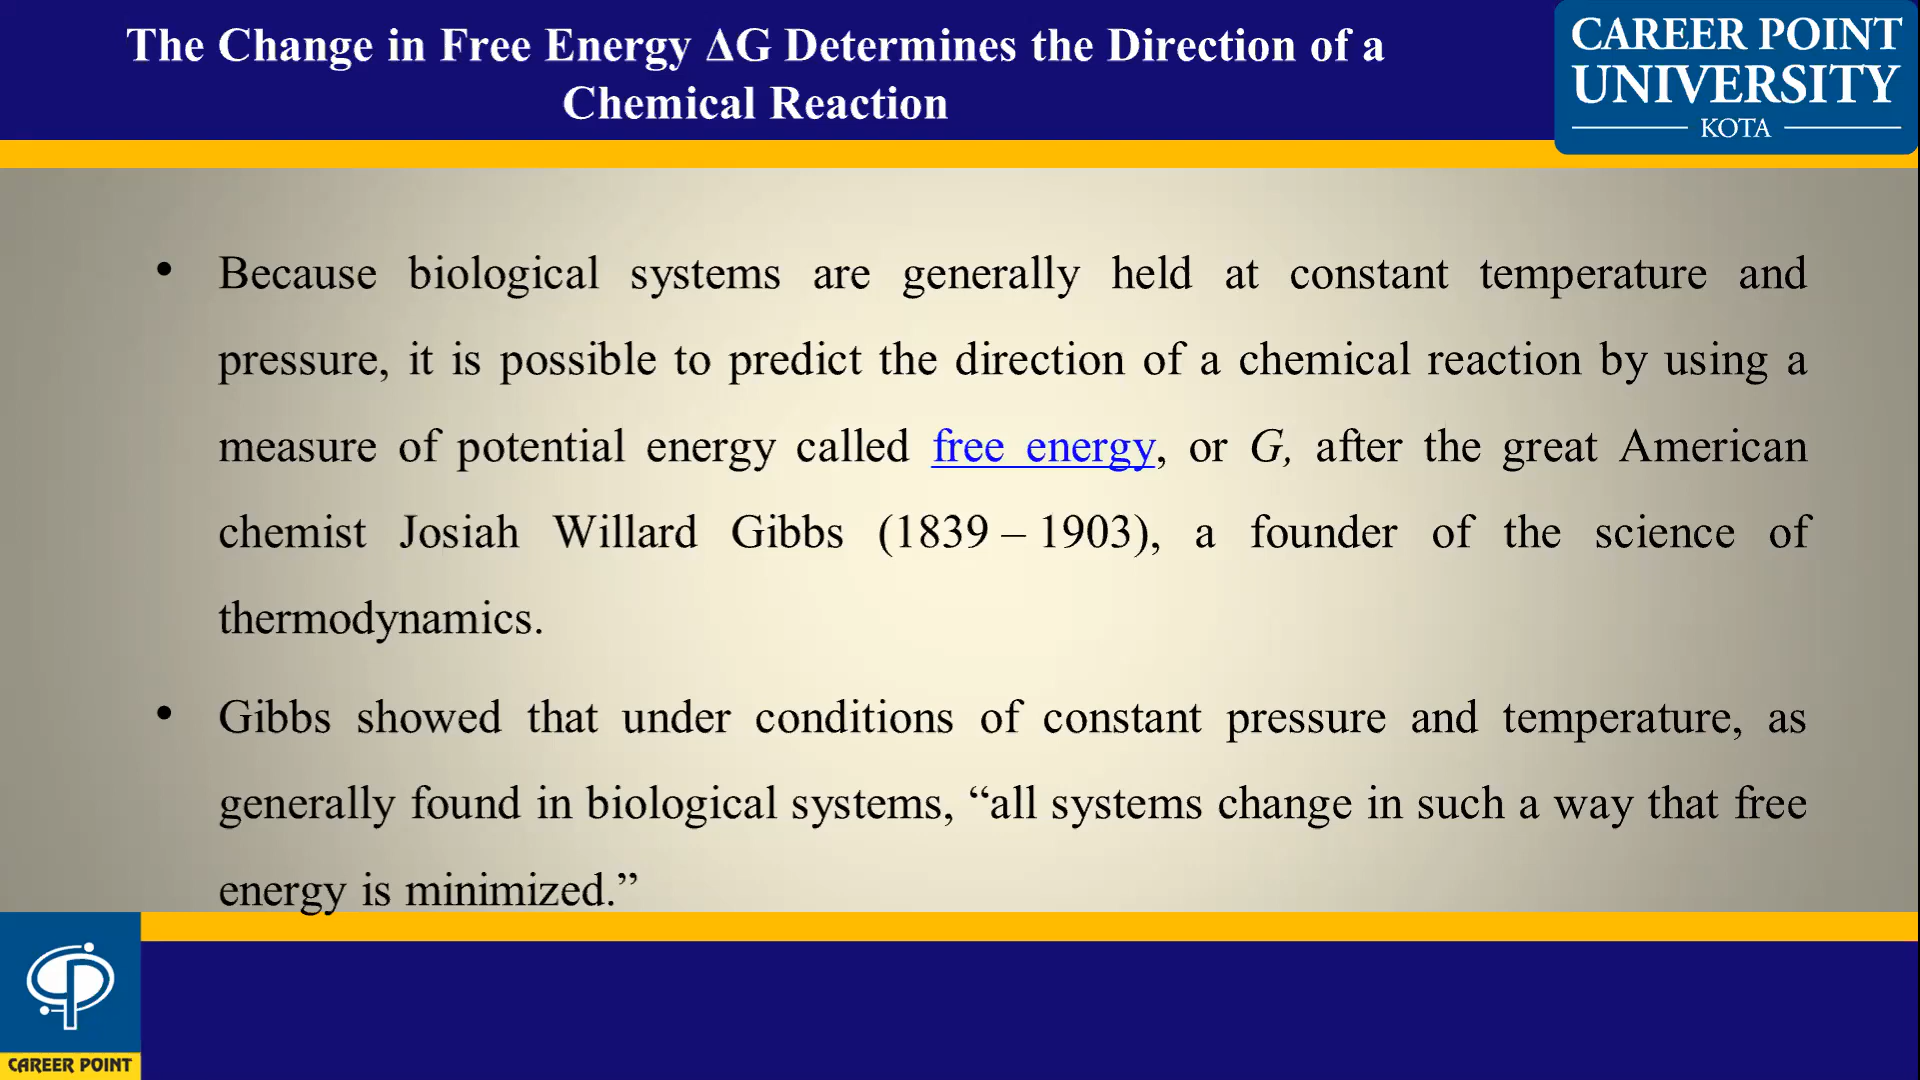 The Change in Free Energy ΔG Determines the Direction of a
Chemical Reaction
CAREER POINT
UNIVERSITY
KOTA
• Because biological systems are generally held at constant temperature and
pressure, it is possible to predict the direction of a chemical reaction by using a
measure of potential energy called free energy, or G, after the great American
chemist Josiah Willard Gibbs (1839 – 1903), a founder of the science of
thermodynamics.
• Gibbs showed that under conditions of constant pressure and temperature, as
generally found in biological systems, “all systems change in such a way that free
energy is minimized.”
CAREER POINT